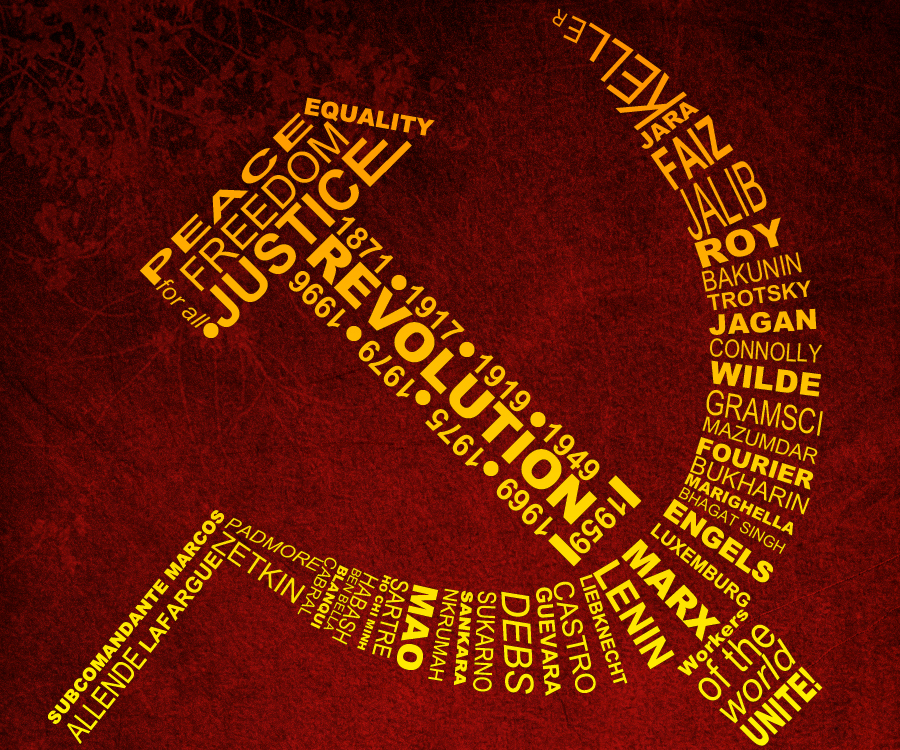 EQUALITY
PEACE
FREEDOM
JUSTICE
for all
1871 • 1917 • 1919 • 1949
REVOLUTION
1959
1996 • 1979 • 1975 • 1969
KELLER
JARA
FAIZ
JALIB
ROY
BAKUNIN
TROTSKY
JAGAN
CONNOLLY
WILDE
GRAMSCI
MAZUMDAR
FOURIER
BUKHARIN
MARIGHELLA
BHAGAT SINGH
ENGELS
LUXEMBURG
MARX
LENIN
LIEBKNECHT
CASTRO
GUEVARA
DEBS
SUKARNO
SANKARA
NKRUMAH
MAO
SARTRE
HO CHI MINH
HABASH
BEN BELLA
BLANQUI
CABRAL
PADMORE
ZETKIN
SUBCOMANDANTE MARCOS
ALLENDE LAFARGUE
Workers
of the
world
UNITE!